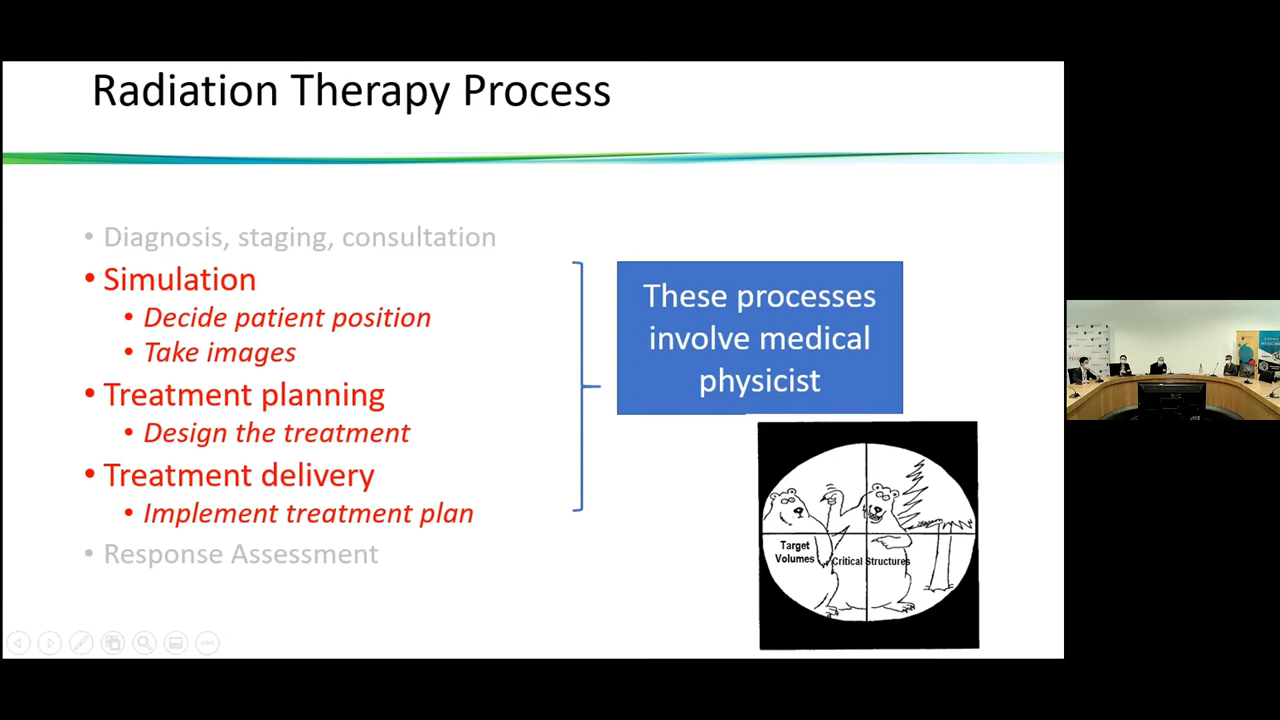 Radiation Therapy Process
• Diagnosis, staging, consultation
• Simulation
• Decide patient position
• Take images
• Treatment planning
• Design the treatment
• Treatment delivery
• Implement treatment plan
• Response Assessment
These processes
involve medical
physicist
Target
Volumes
Critical Structures